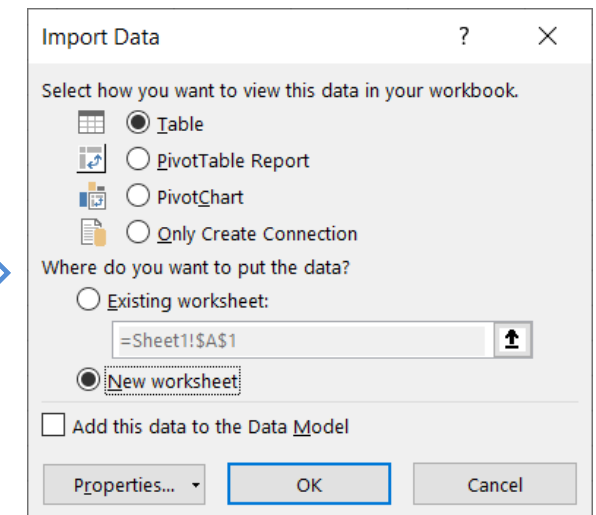 Import Data ?
Select how you want to view this data in your workbook.
Table
PivotTable Report
PivotChart
Only Create Connection
Where do you want to put the data?
Existing worksheet:
=Sheet1!$A$1
New worksheet
Add this data to the Data Model
Properties... OK Cancel